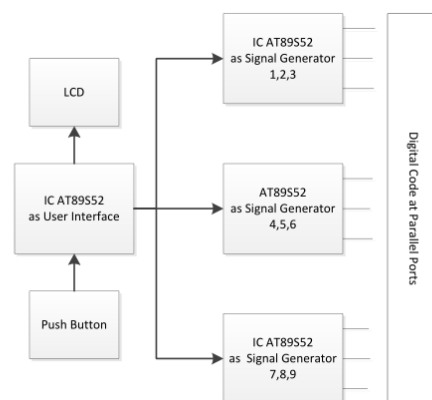 LCD
IC AT89S52
as User Interface
Push Button
IC AT89S52
as Signal Generator
1,2,3
AT89S52
as Signal Generator
4,5,6
IC AT89S52
as Signal Generator
7,8,9
Digital Code at Parallel Ports